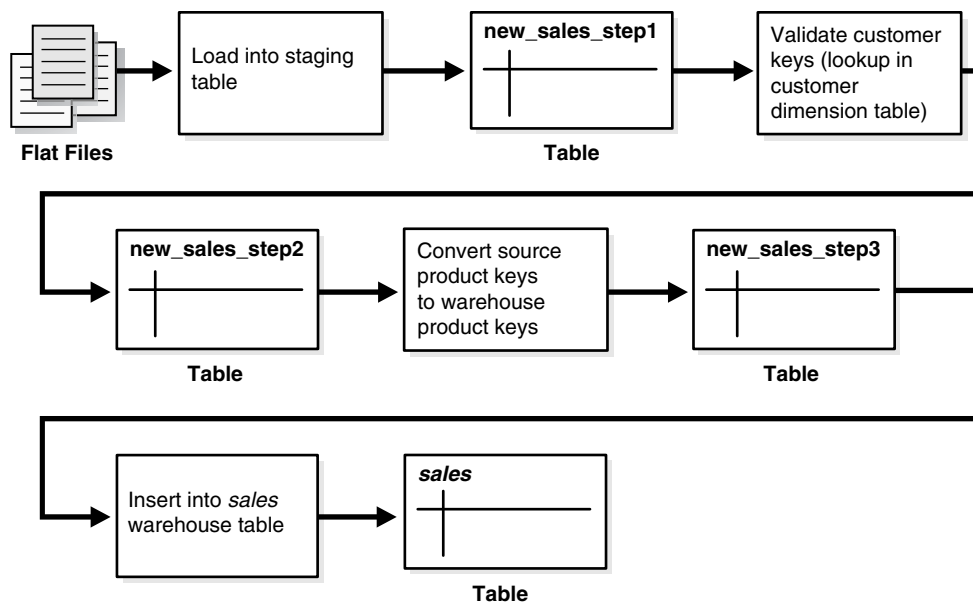 Flat Files
Load into staging
table
new_sales_step1
Table
Validate customer
keys (lookup in
customer
dimension table)
new_sales_step2
Table
Convert source
product keys
to warehouse
product keys
new_sales_step3
Table
Insert into sales
warehouse table
sales
Table